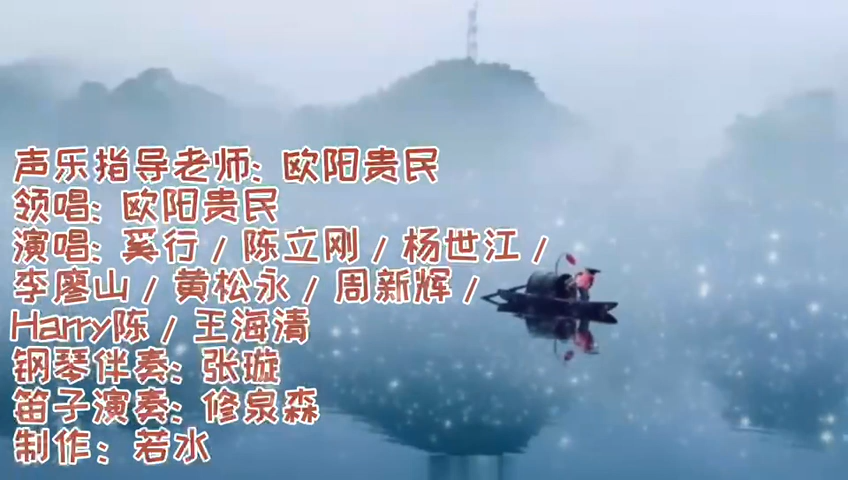 声乐指导老师: 欧阳贵民
领唱: 欧阳贵民
演唱: 奚行 / 陈立刚 / 杨世江 /
李廖山 / 黄松永 / 周新辉 /
Harry陈 / 王海清
钢琴伴奏: 张璇
笛子演奏: 修泉森
制作: 若水